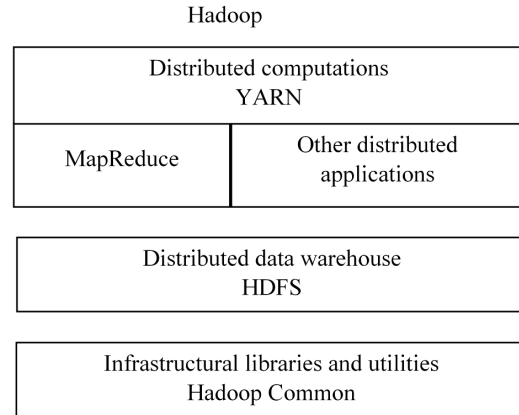 Hadoop
Distributed computations
YARN
MapReduce
Other distributed
applications
Distributed data warehouse
HDFS
Infrastructural libraries and utilities
Hadoop Common